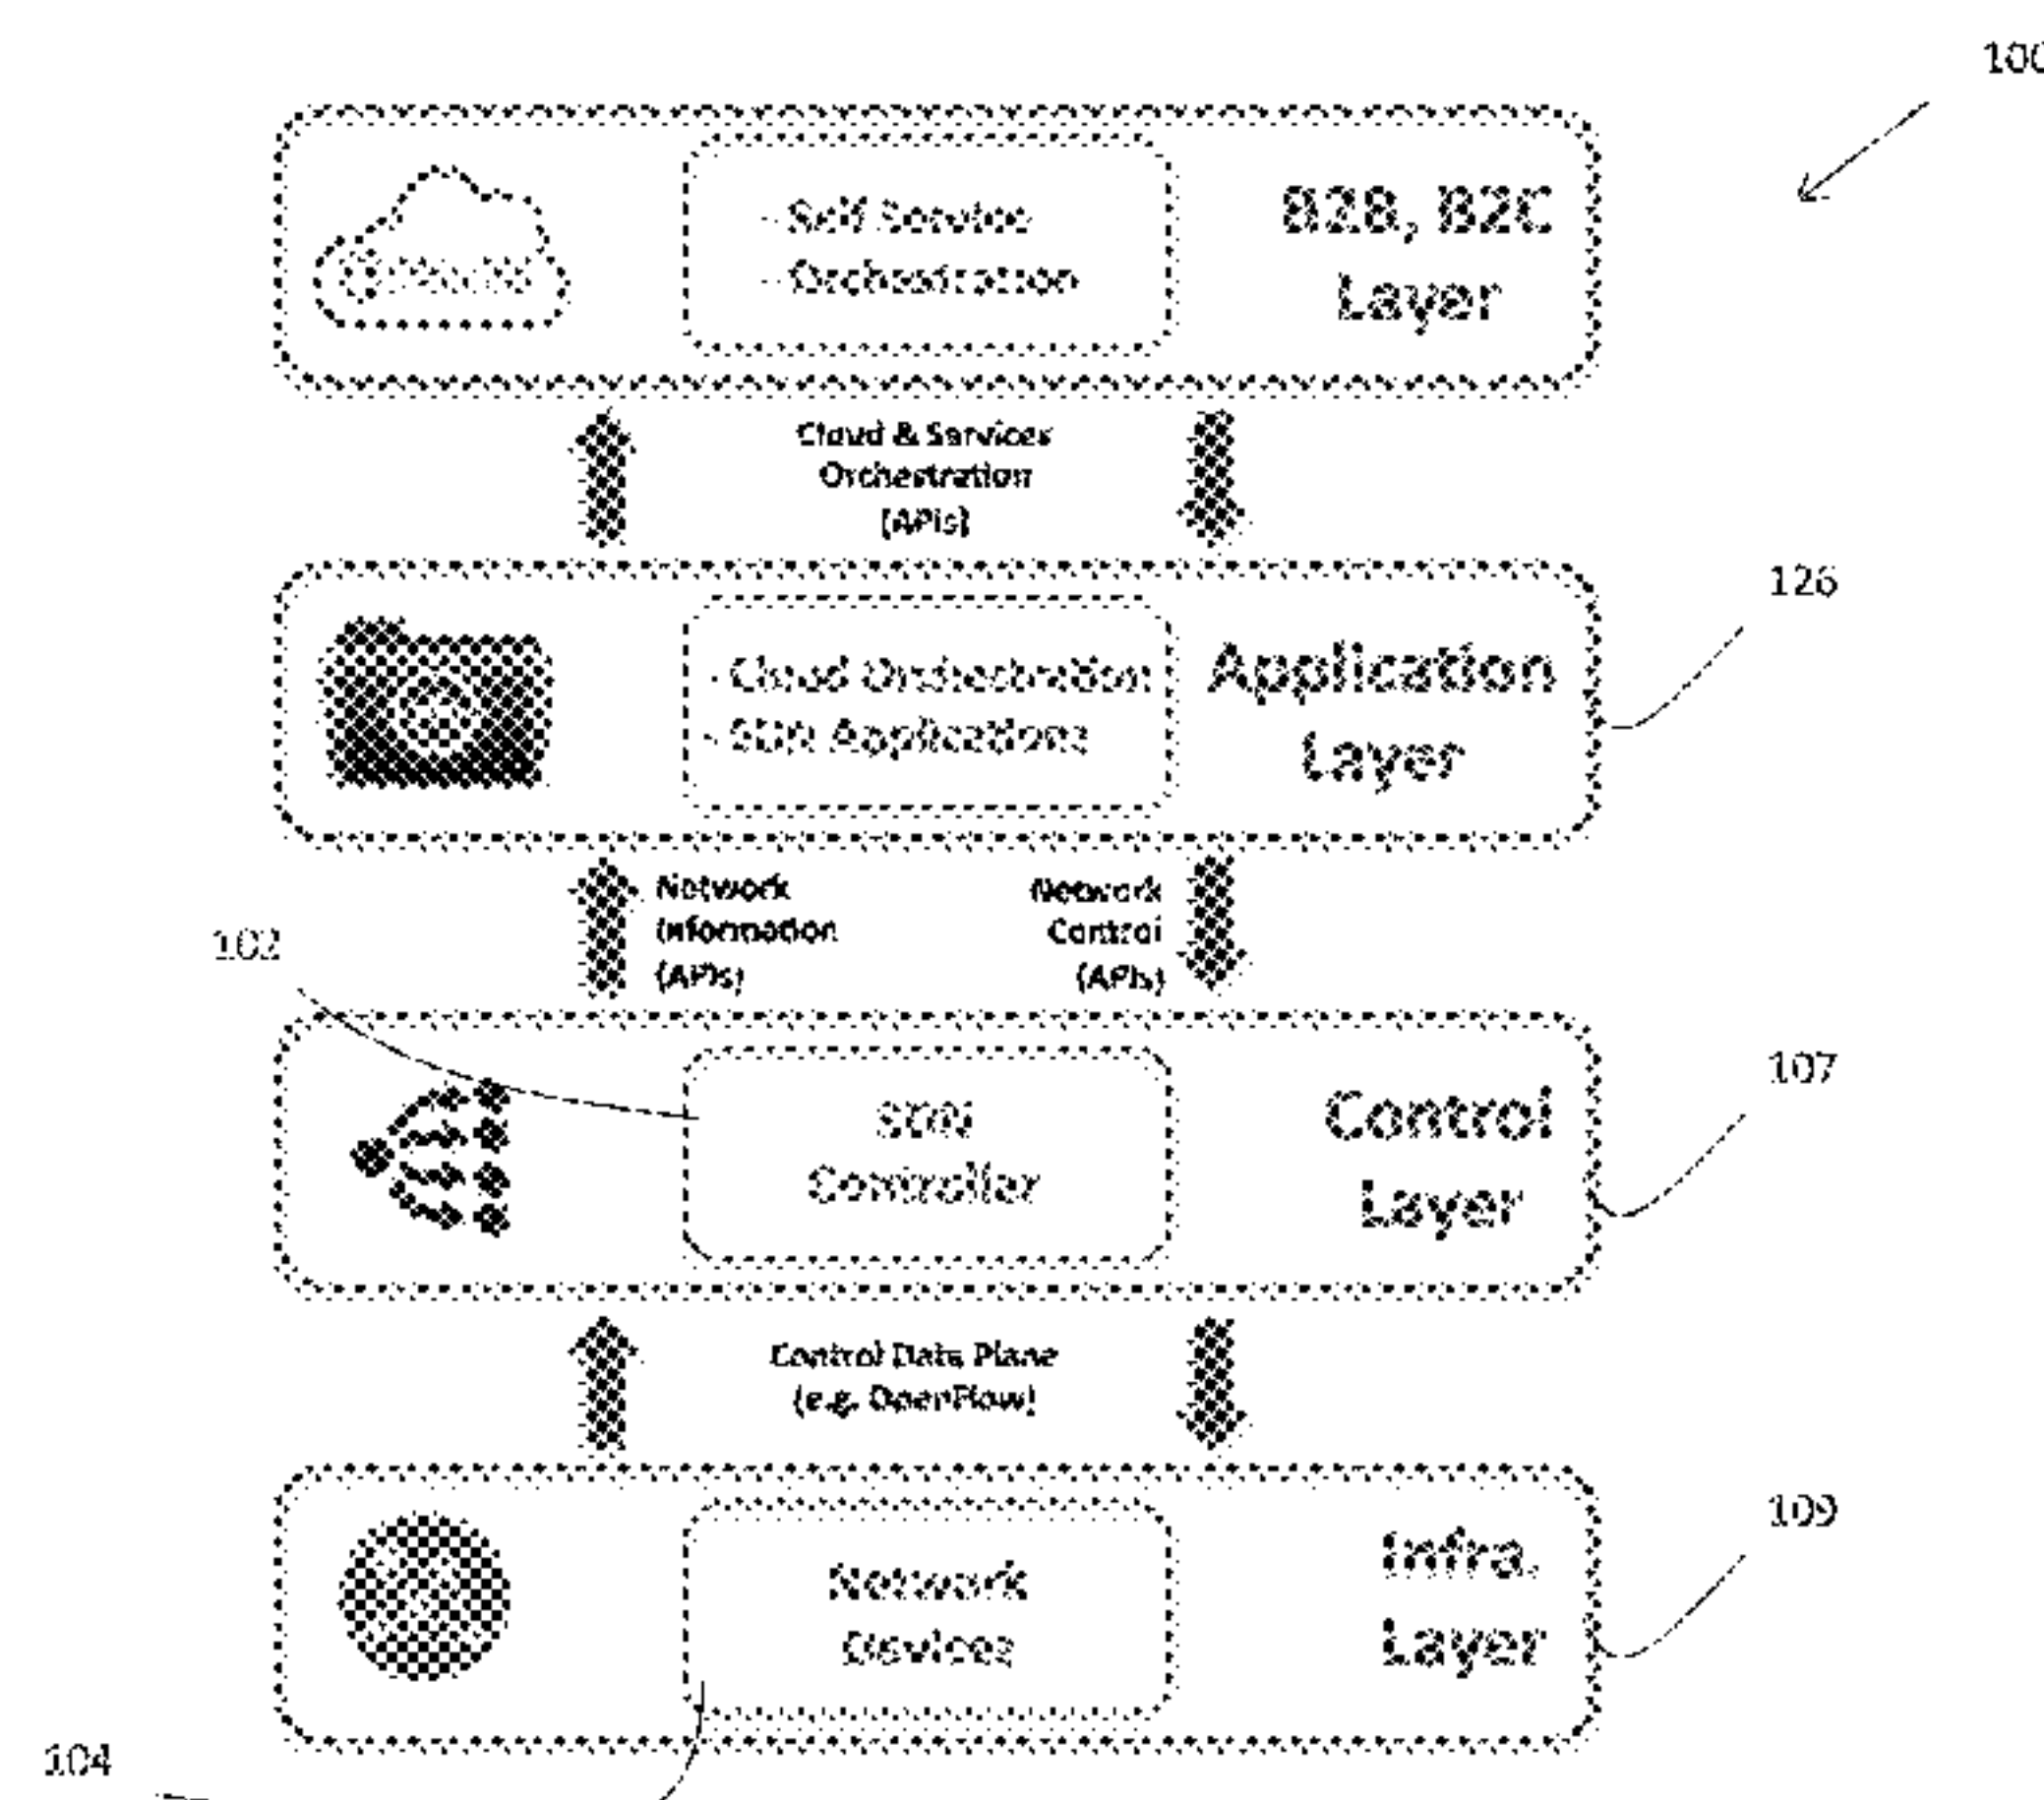 100
- Self Service
- Orchestration
B2B, B2C
Layer
Cloud & Services
Orchestration
(APIs)
126
- Cloud Orchestration
- SDN Applications
Application
Layer
Network
Information
(APIs)
Network
Control
(APIs)
102
SDN
Controller
Control
Layer
107
Control Data Plane
(e.g. OpenFlow)
109
Network
Devices
Infra.
Layer
104